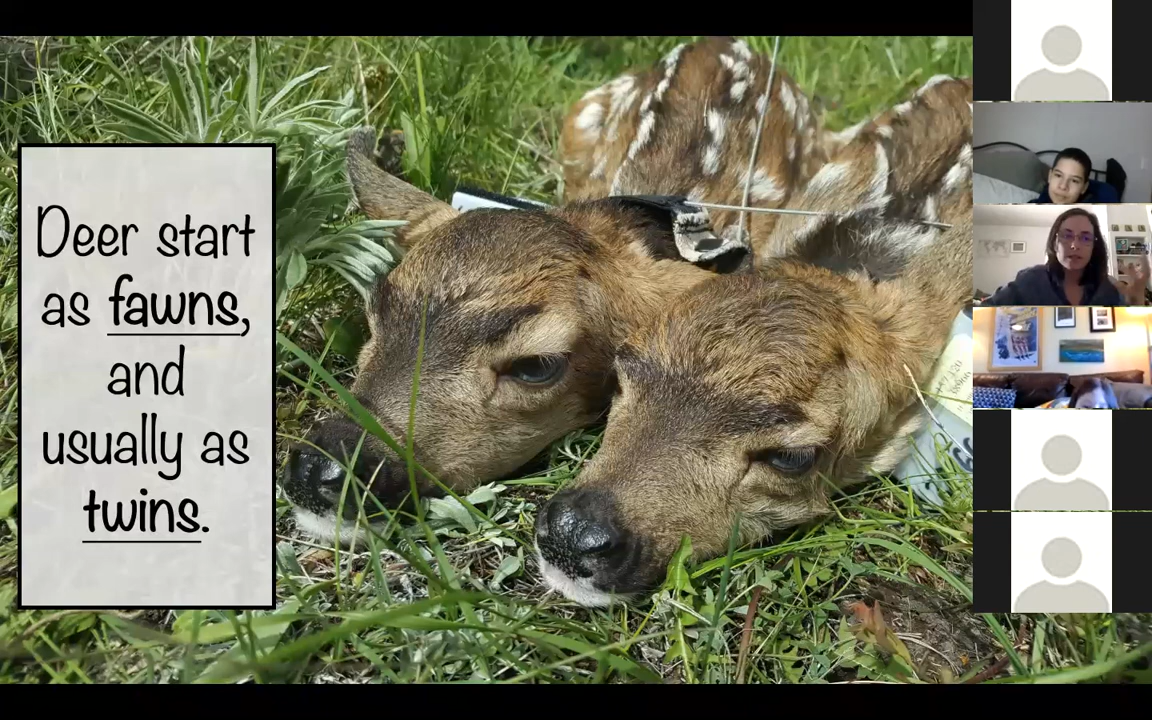 Deer start
as fawns,
and
usually as
twins.